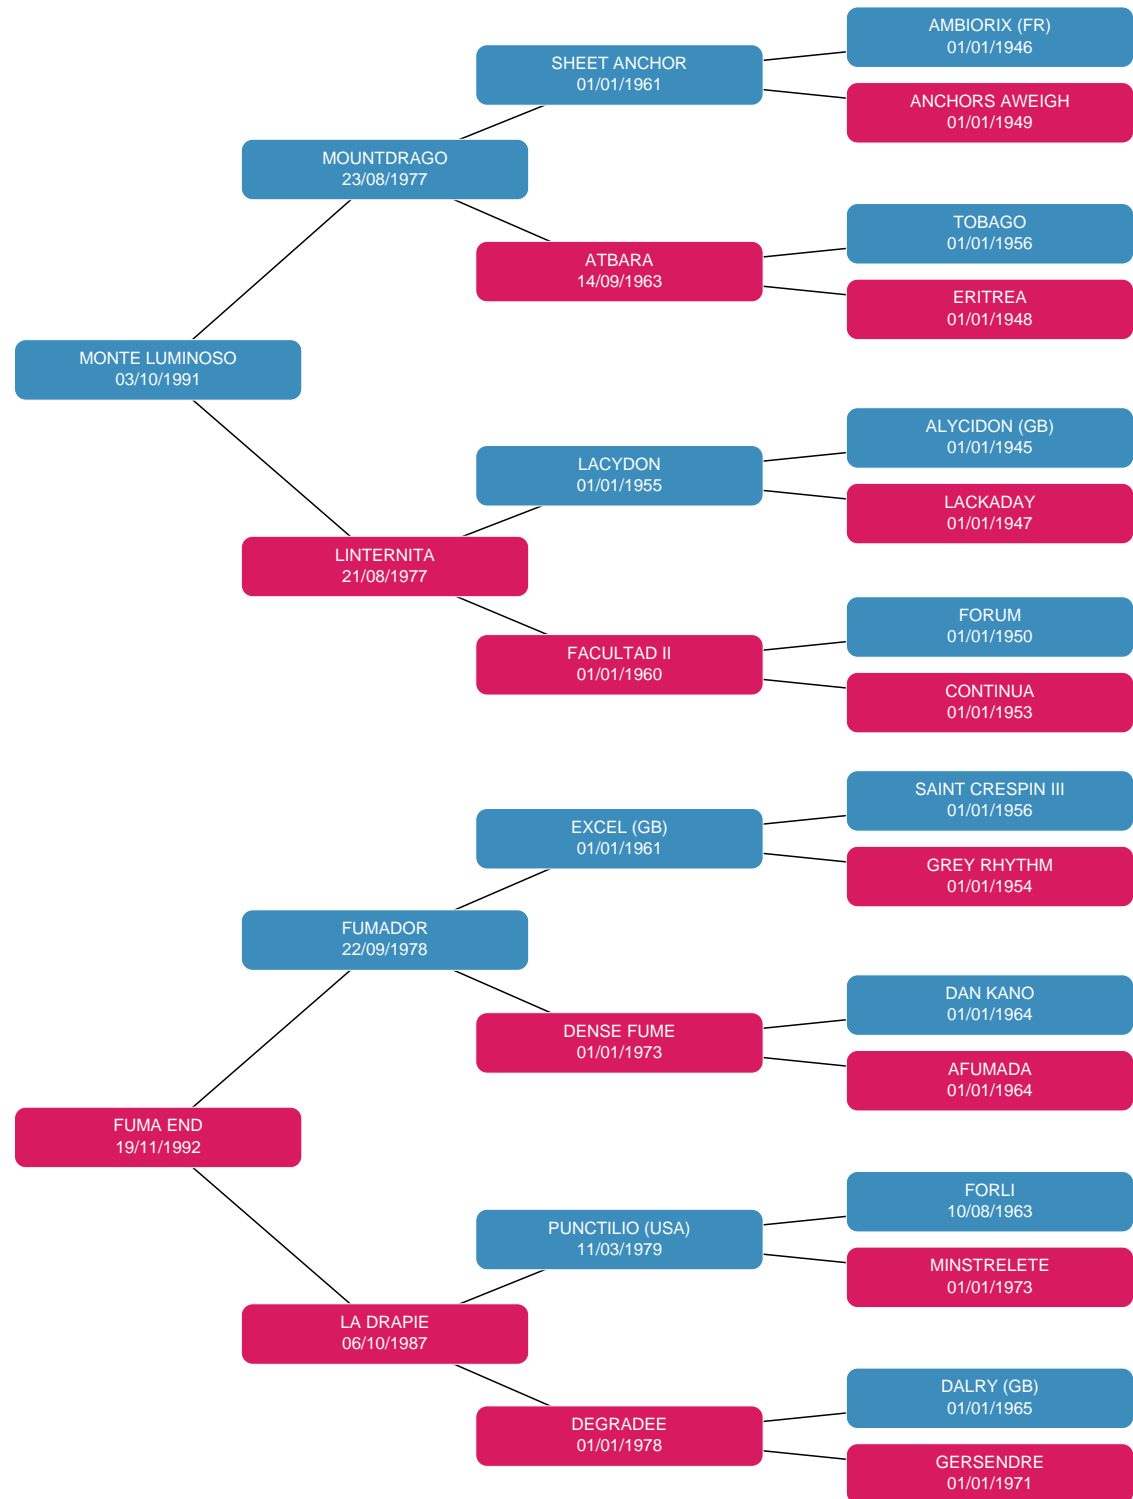 AMBIORIX (FR)
01/01/1946
SHEET ANCHOR
01/01/1961
ANCHORS AWEIGH
01/01/1949
MOUNTDRAGO
23/08/1977
TOBAGO
01/01/1956
ATBARA
14/09/1963
ERITREA
01/01/1948
MONTE LUMINOSO
03/10/1991
ALYCIDON (GB)
01/01/1945
LACYDON
01/01/1955
LACKADAY
01/01/1947
LINTERNITA
21/08/1977
FORUM
01/01/1950
FACULTAD II
01/01/1960
CONTINUA
01/01/1953
SAINT CRESPIN III
01/01/1956
EXCEL (GB)
01/01/1961
GREY RHYTHM
01/01/1954
FUMADOR
22/09/1978
DAN KANO
01/01/1964
DENSE FUME
01/01/1973
AFUMADA
01/01/1964
FUMA END
19/11/1992
FORLI
10/08/1963
PUNCTILIO (USA)
11/03/1979
MINSTRELETE
01/01/1973
LA DRAPIE
06/10/1987
DALRY (GB)
01/01/1965
DEGRADEE
01/01/1978
GERSENDRE
01/01/1971